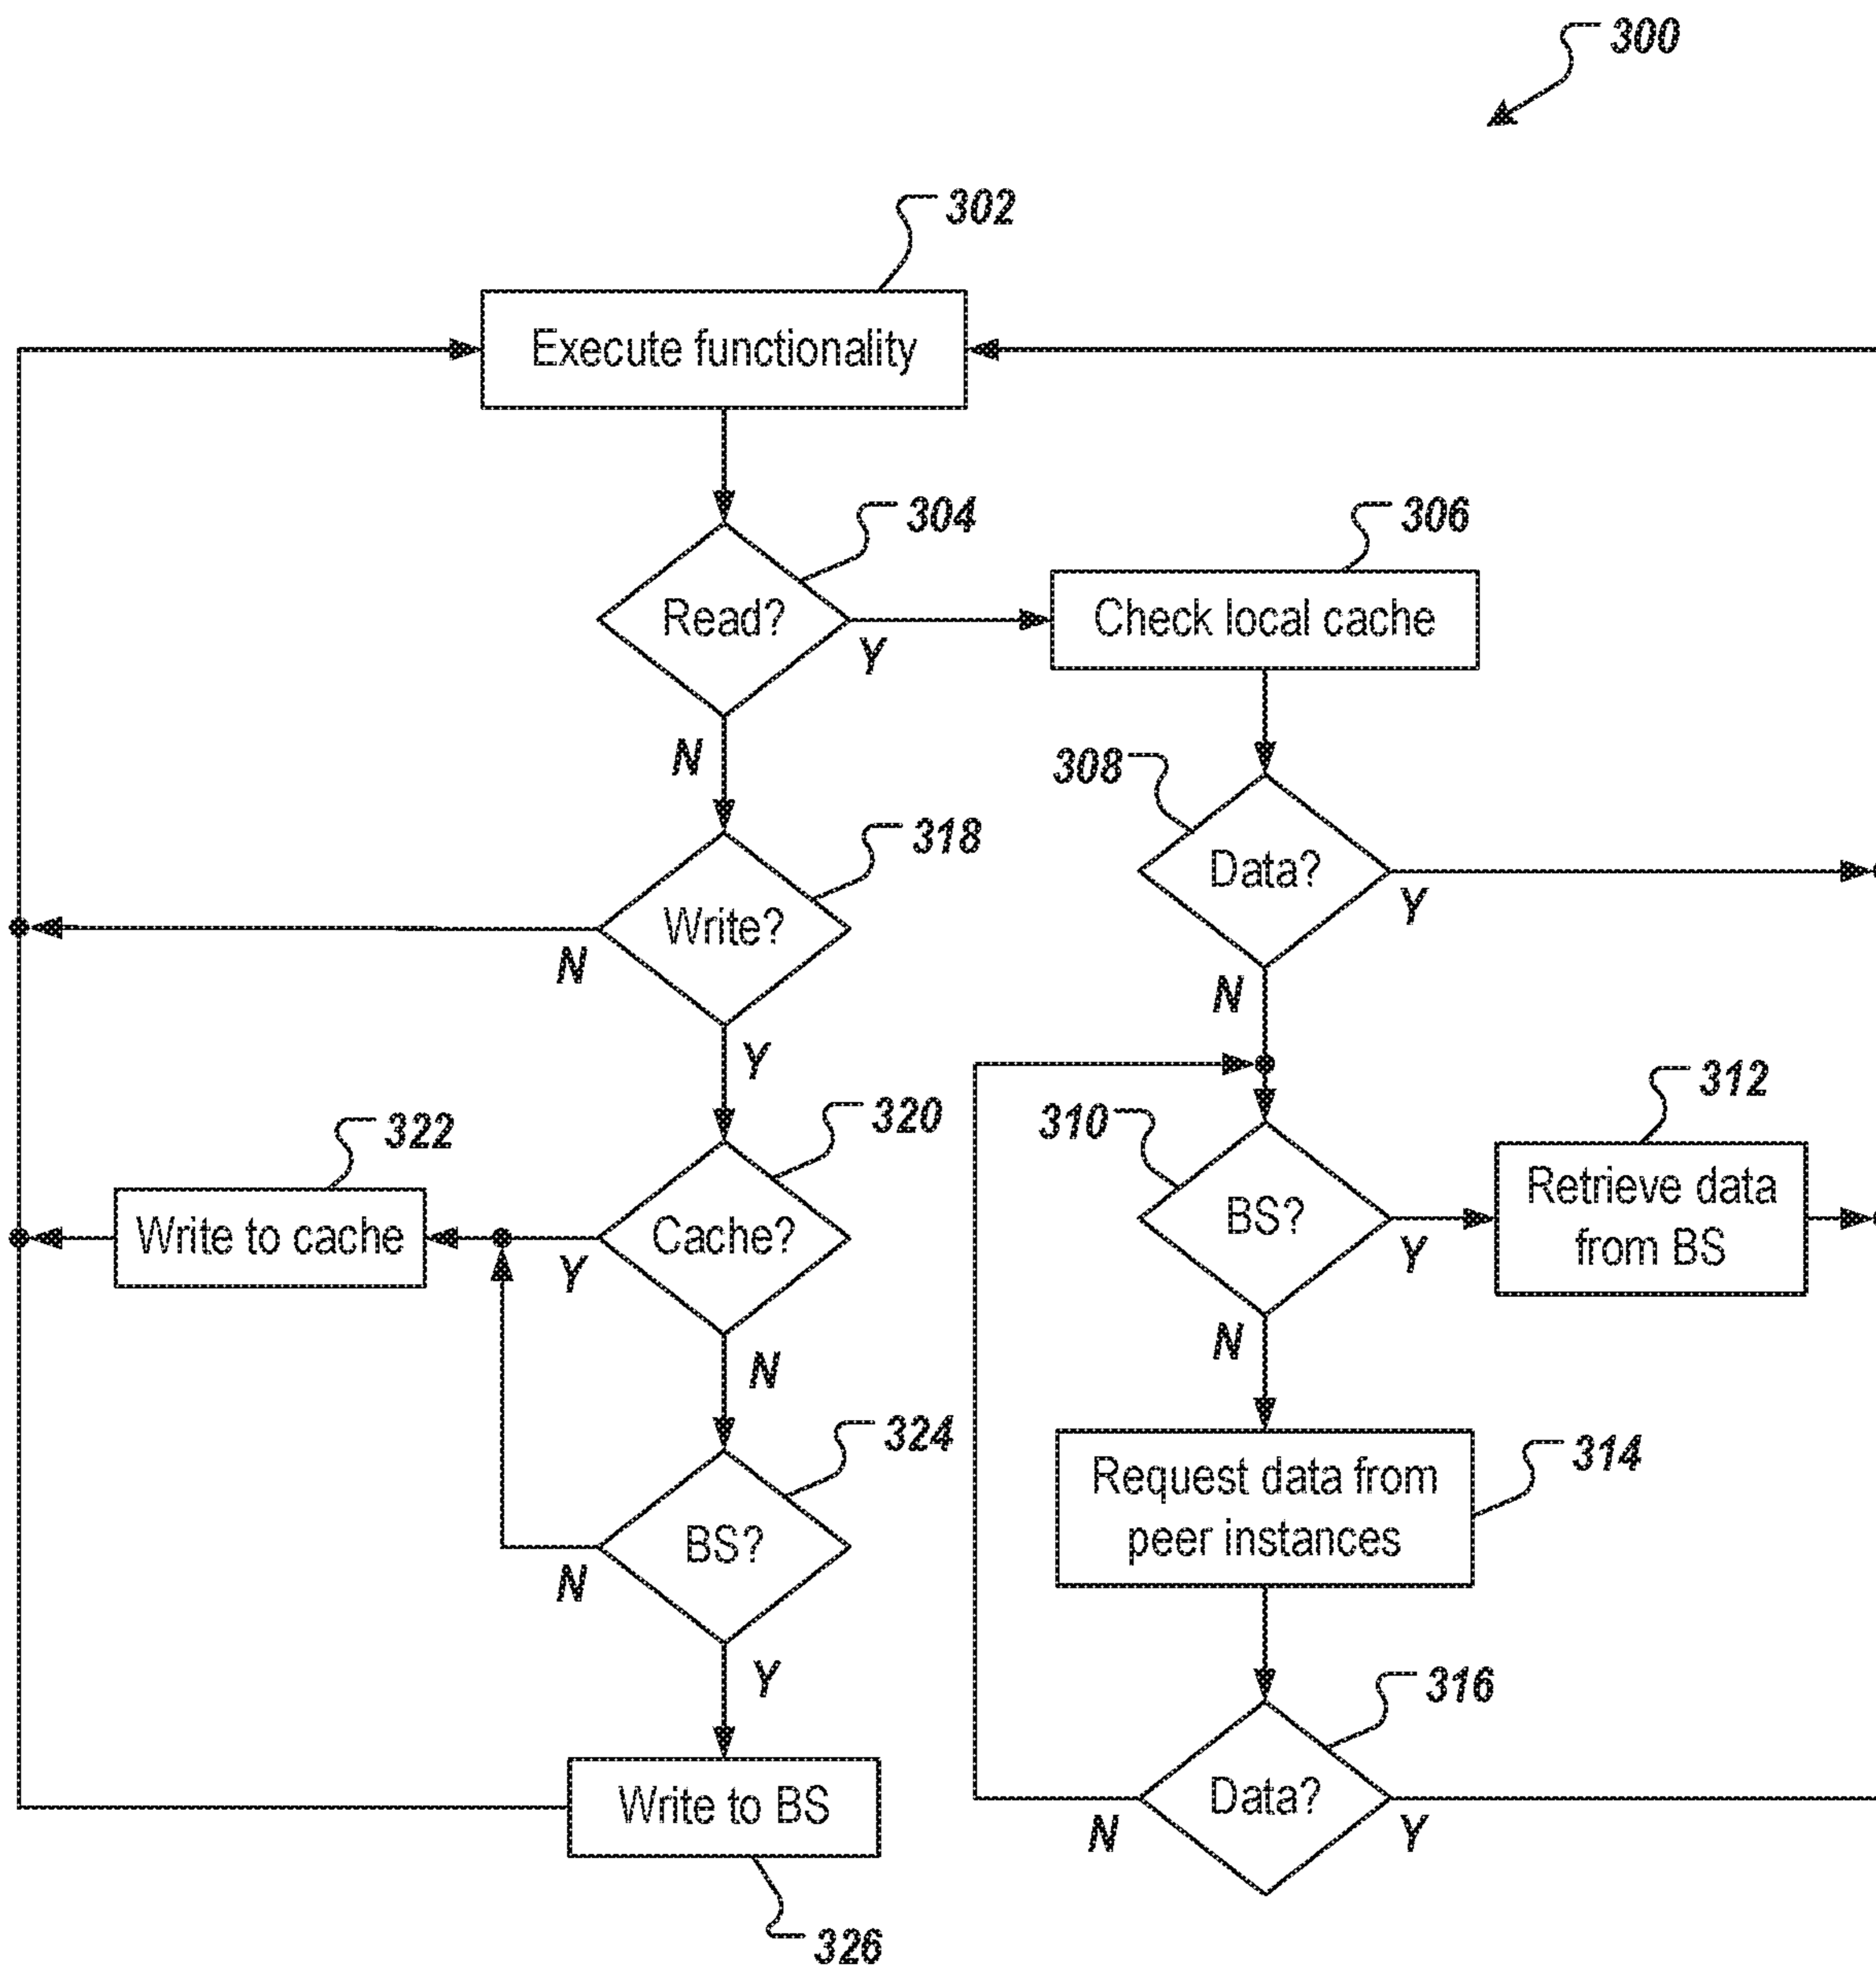 300
302
Execute functionality
304
306
Read?
Y
Check local cache
N
308
318
Data?
Y
Write?
N
N
Y
312
322
320
310
Retrieve data
from BS
Write to cache
Cache?
Y
BS?
Y
N
N
324
Request data from
peer instances
314
BS?
N
Y
316
Write to BS
Data?
N
Y
326